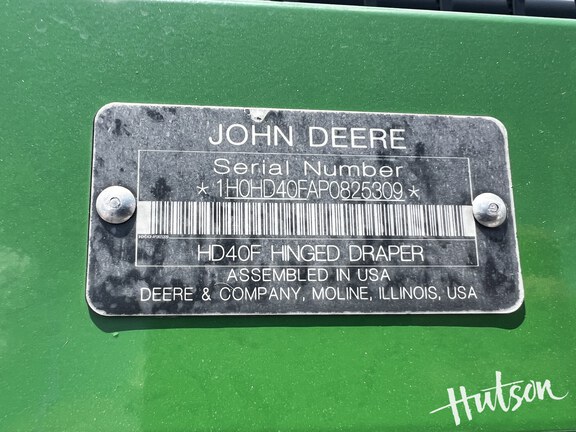 JOHN DEERE
Serial Number
*1H0HD40FAP0825309*
HD40F HINGED DRAPER
ASSEMBLED IN USA
DEERE & COMPANY, MOLINE, ILLINOIS, USA
Hutson